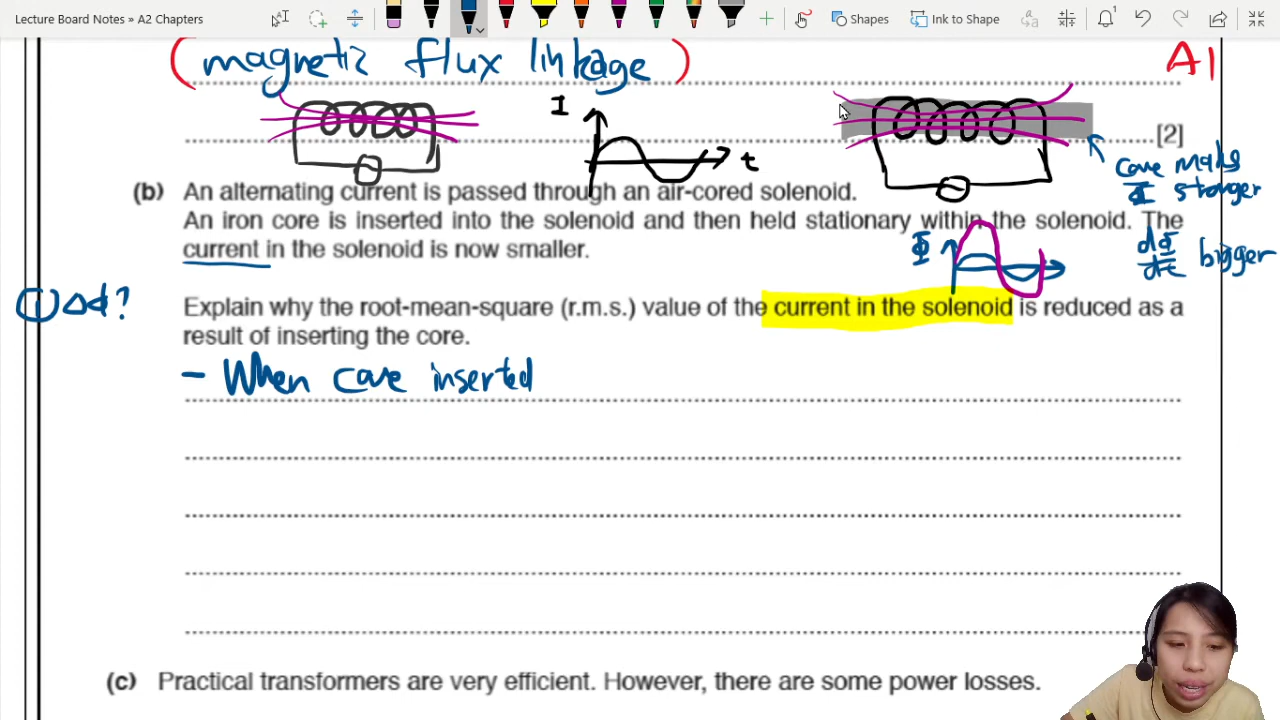 Lecture Board Notes » A2 Chapters
Shapes
Ink to Shape
(magnetic flux linkage)
A1
I
t
[2]
core makes
Φ stronger
(b) An alternating current is passed through an air-cored solenoid.
An iron core is inserted into the solenoid and then held stationary within the solenoid. The
current in the solenoid is now smaller.
Φ
dΦ/dt bigger
① Δϕ?
Explain why the root-mean-square (r.m.s.) value of the current in the solenoid is reduced as a
result of inserting the core.
- When core inserted
(c) Practical transformers are very efficient. However, there are some power losses.